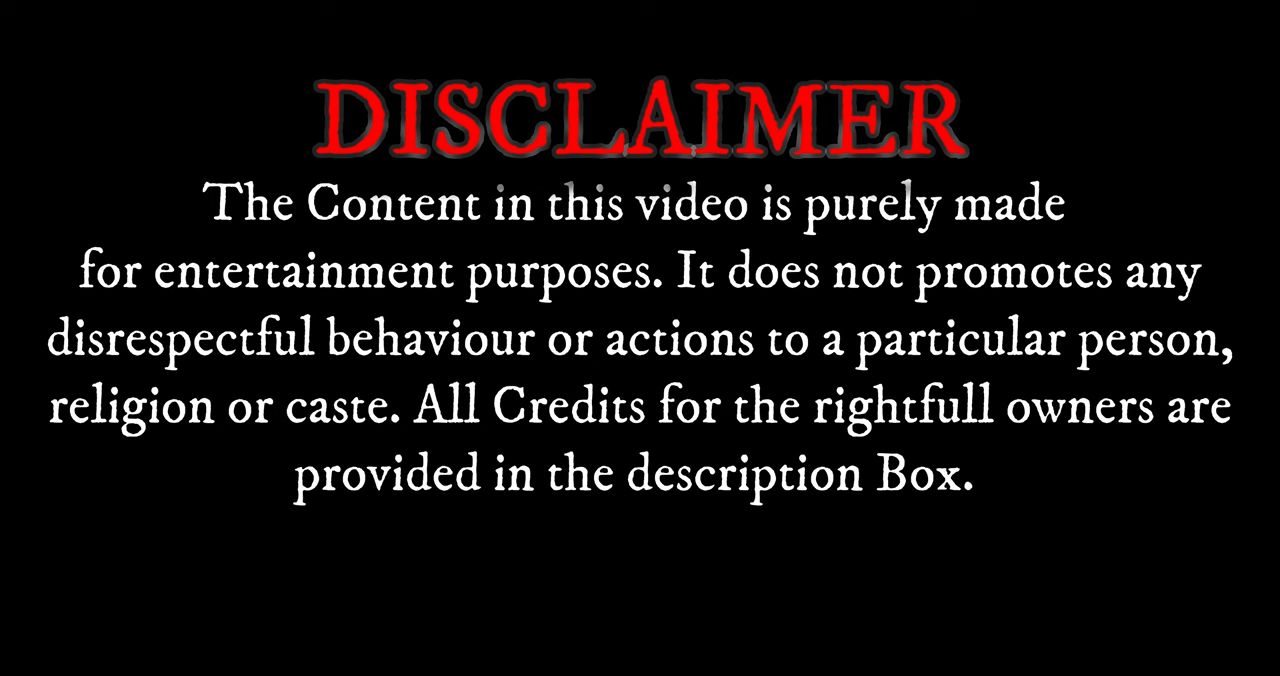 DISCLAIMER
The Content in this video is purely made
for entertainment purposes. It does not promotes any
disrespectful behaviour or actions to a particular person,
religion or caste. All Credits for the rightfull owners are
provided in the description Box.